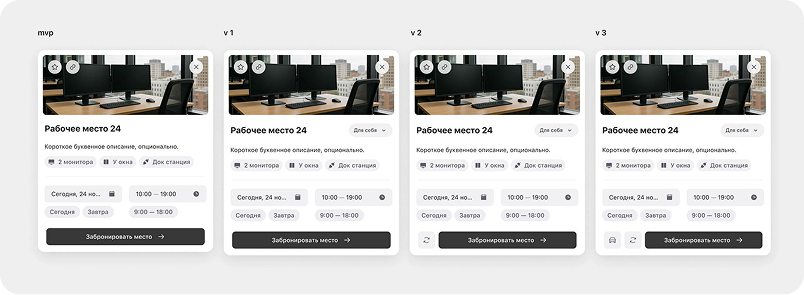 mvp
Рабочее место 24
Короткое буквенное описание, опционально.
2 монитора У окна Док станция
Сегодня, 24 но... 10:00 — 19:00
Сегодня Завтра 9:00 — 18:00
Забронировать место →
v 1
Рабочее место 24 Для себя
Короткое буквенное описание, опционально.
2 монитора У окна Док станция
Сегодня, 24 но... 10:00 — 19:00
Сегодня Завтра 9:00 — 18:00
Забронировать место →
v 2
Рабочее место 24 Для себя
Короткое буквенное описание, опционально.
2 монитора У окна Док станция
Сегодня, 24 но... 10:00 — 19:00
Сегодня Завтра 9:00 — 18:00
Забронировать место →
v 3
Рабочее место 24 Для себя
Короткое буквенное описание, опционально.
2 монитора У окна Док станция
Сегодня, 24 но... 10:00 — 19:00
Сегодня Завтра 9:00 — 18:00
Забронировать место →